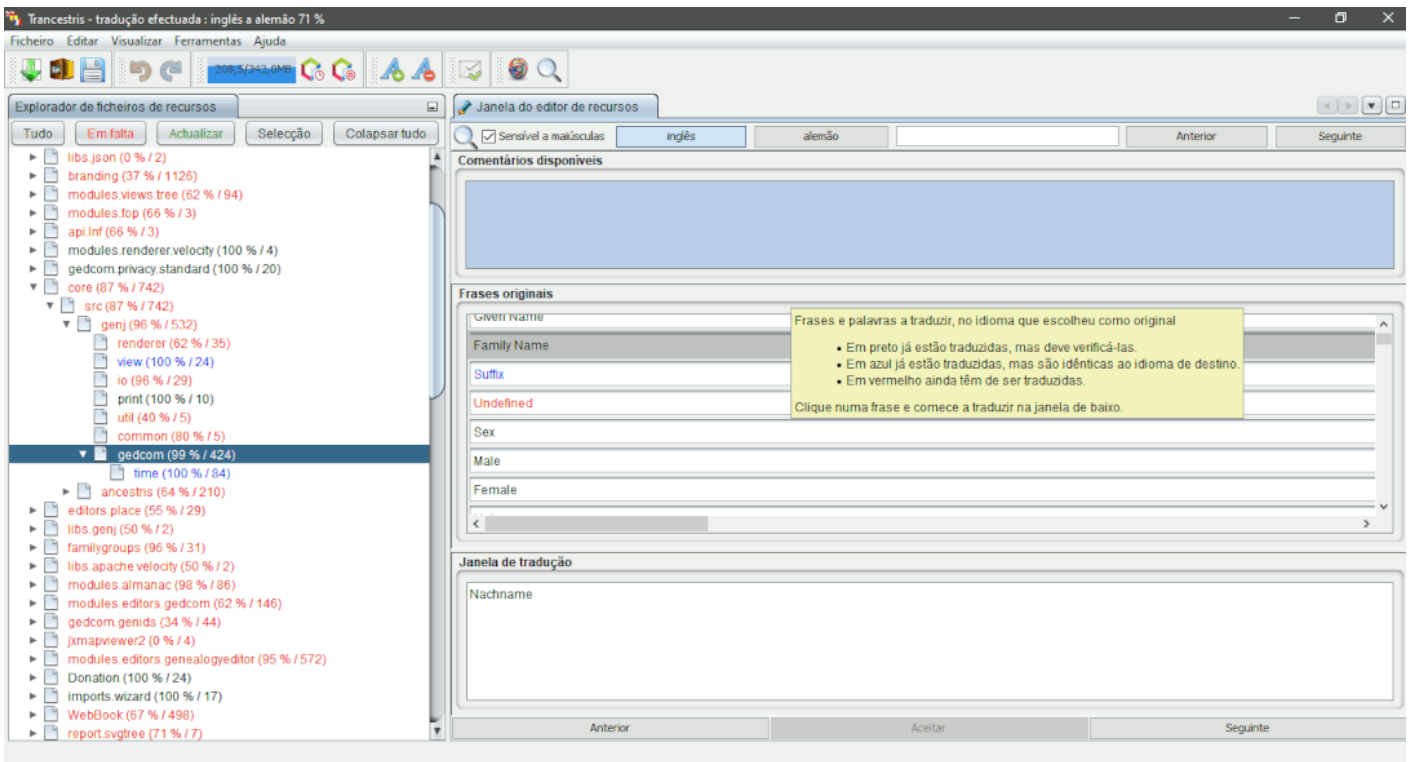 Trancestris - tradução efectuada : inglês a alemão 71 %
Ficheiro Editar Visualizar Ferramentas Ajuda
208,5/342,0MB
Explorador de ficheiros de recursos
Tudo Em falta Actualizar Selecção Colapsar tudo
libs.json (0 % / 2)
branding (37 % / 1126)
modules.views.tree (62 % / 94)
modules.fop (66 % / 3)
api.lnf (66 % / 3)
modules.renderer.velocity (100 % / 4)
gedcom.privacy.standard (100 % / 20)
core (87 % / 742)
src (87 % / 742)
genj (96 % / 532)
renderer (62 % / 35)
view (100 % / 24)
io (96 % / 29)
print (100 % / 10)
util (40 % / 5)
common (80 % / 5)
gedcom (99 % / 424)
time (100 % / 84)
ancestris (64 % / 210)
editors.place (55 % / 29)
libs.genj (50 % / 2)
familygroups (96 % / 31)
libs.apache.velocity (50 % / 2)
modules.almanac (98 % / 86)
modules.editors.gedcom (62 % / 146)
gedcom.genids (34 % / 44)
jxmapviewer2 (0 % / 4)
modules.editors.genealogyeditor (95 % / 572)
Donation (100 % / 24)
imports.wizard (100 % / 17)
WebBook (67 % / 498)
report.svgtree (71 % / 7)
Janela do editor de recursos
Sensível a maiúsculas inglês alemão Anterior Seguinte
Comentários disponíveis
Frases originais
Given Name
Family Name
Suffix
Undefined
Sex
Male
Female
Frases e palavras a traduzir, no idioma que escolheu como original
• Em preto já estão traduzidas, mas deve verificá-las.
• Em azul já estão traduzidas, mas são idênticas ao idioma de destino.
• Em vermelho ainda têm de ser traduzidas.
Clique numa frase e comece a traduzir na janela de baixo.
Janela de tradução
Nachname
Anterior Aceitar Seguinte